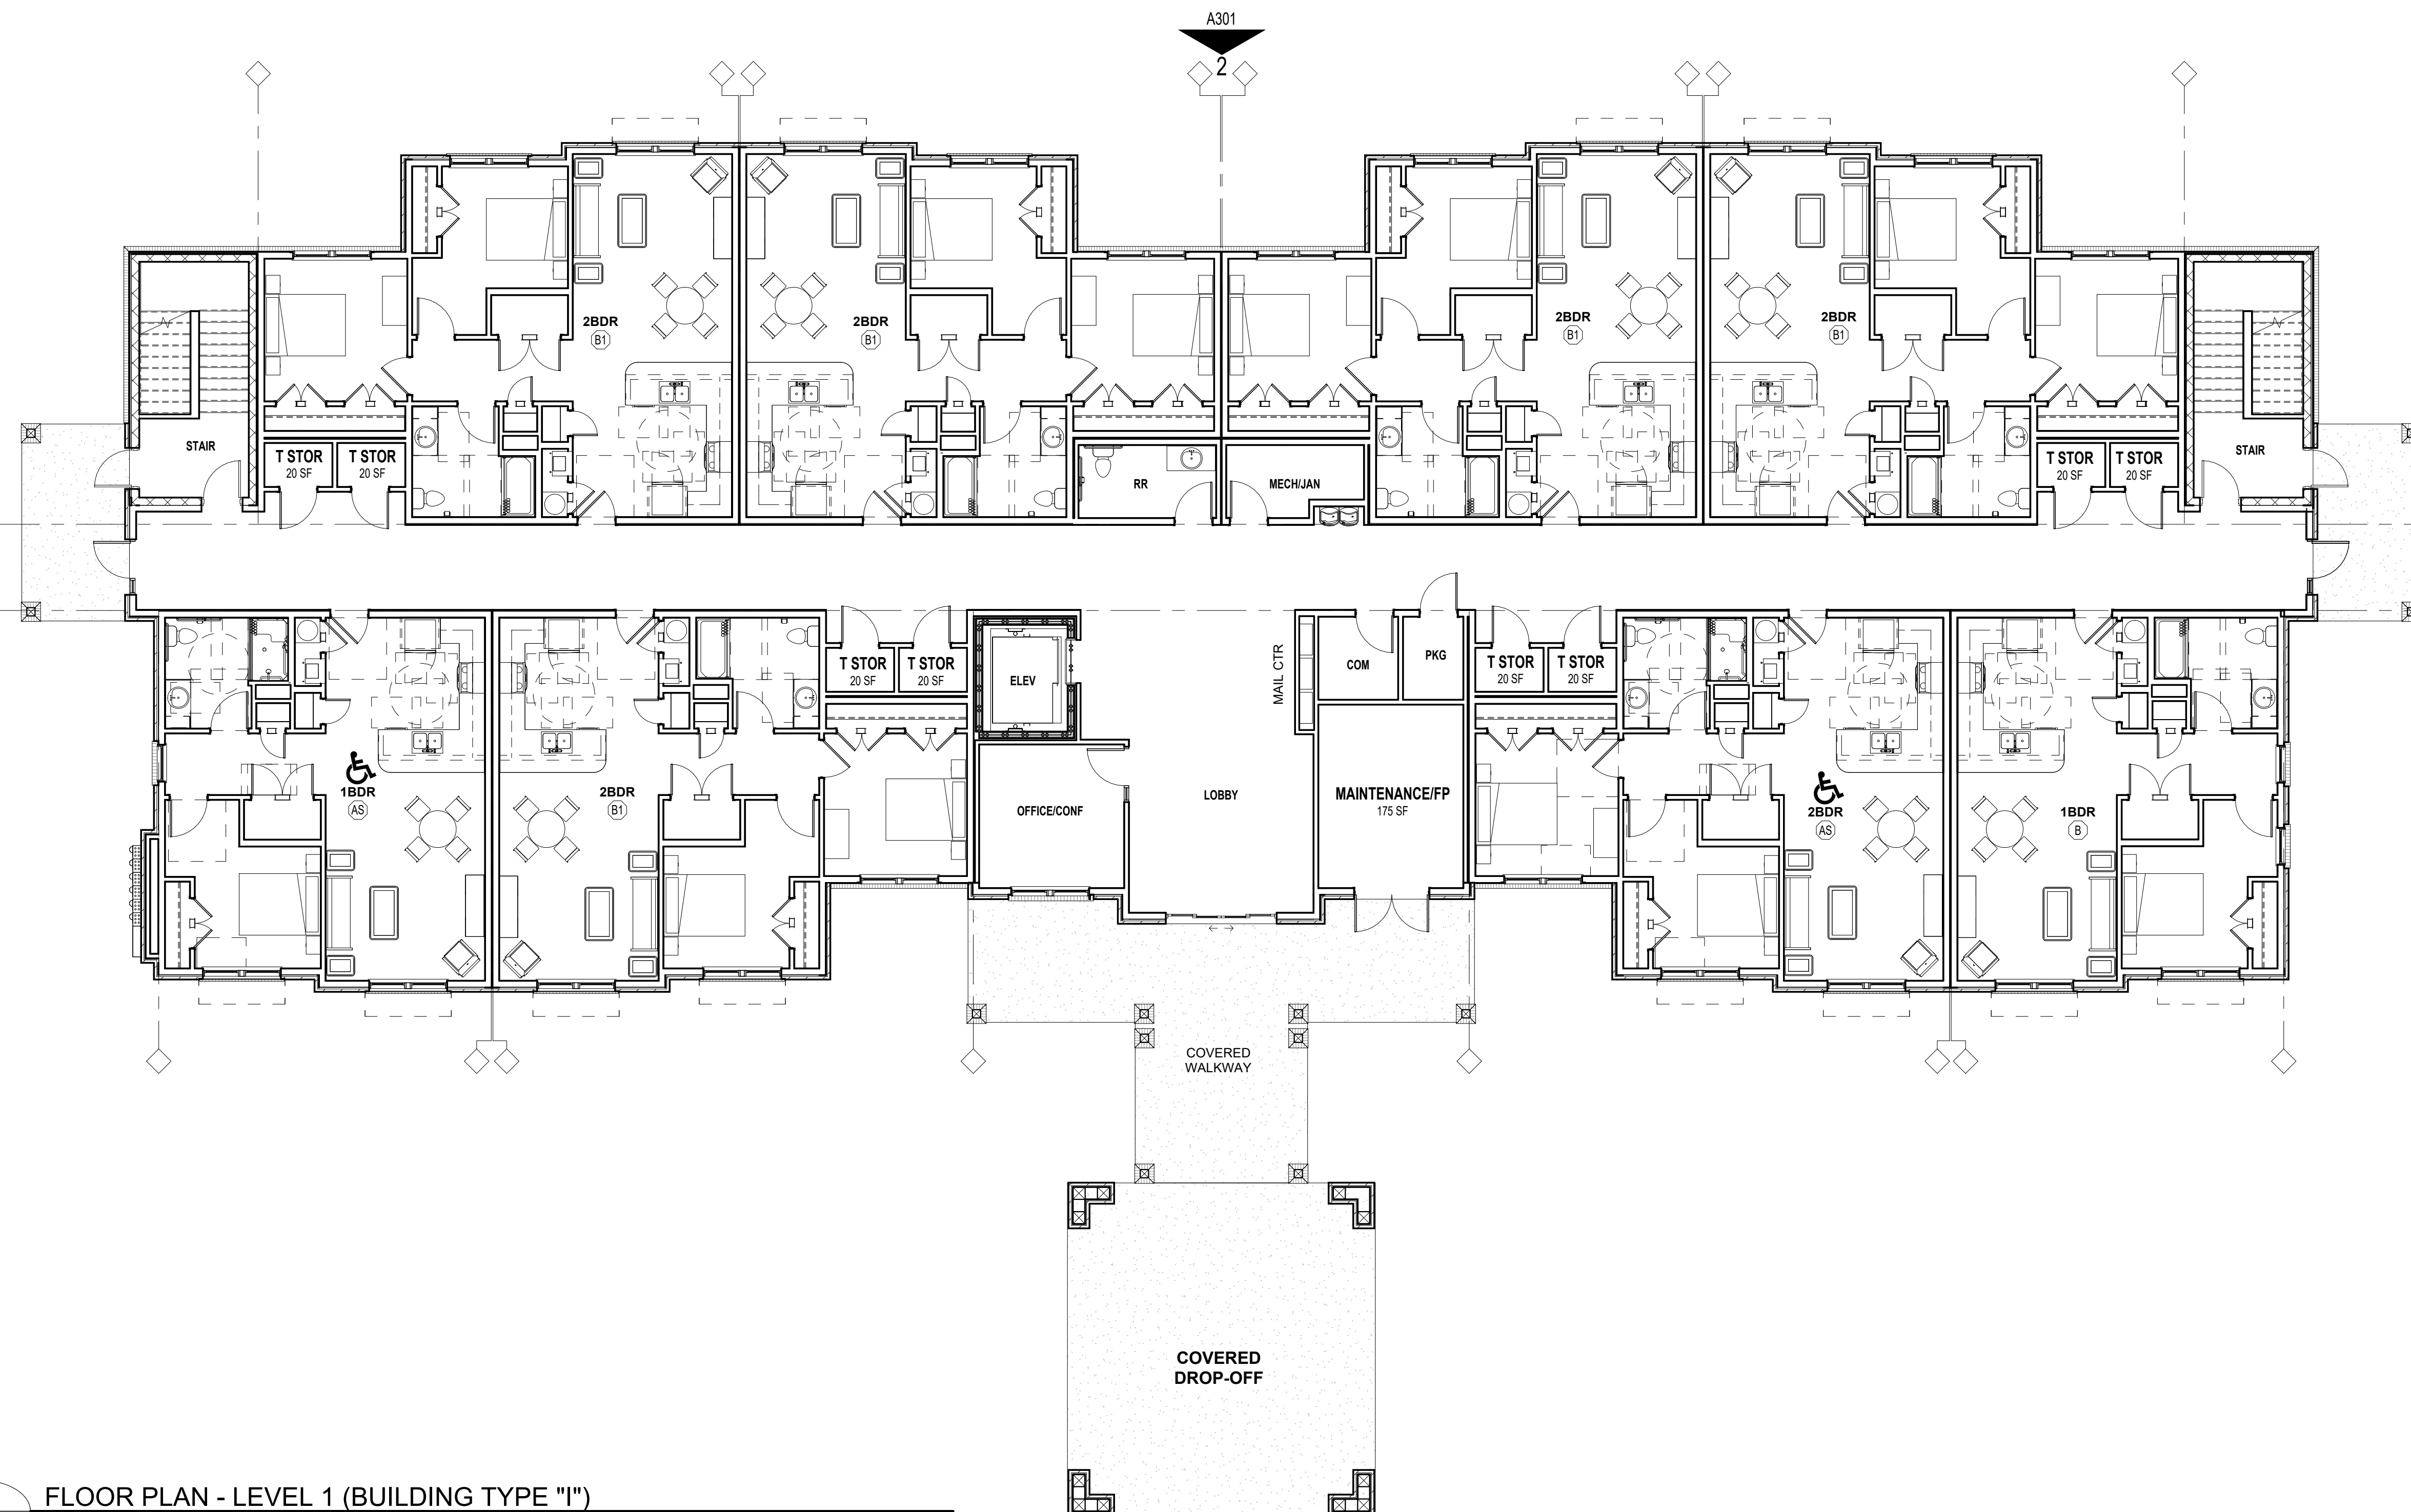 A301
2
2BDR
B1
2BDR
B1
2BDR
B1
2BDR
B1
STAIR
T STOR
20 SF
T STOR
20 SF
RR
MECH/JAN
T STOR
20 SF
T STOR
20 SF
STAIR
T STOR
20 SF
T STOR
20 SF
ELEV
MAIL CTR
COM
PKG
T STOR
20 SF
T STOR
20 SF
1BDR
AS
2BDR
B1
OFFICE/CONF
LOBBY
MAINTENANCE/FP
175 SF
2BDR
AS
1BDR
B
COVERED
WALKWAY
COVERED
DROP-OFF
FLOOR PLAN - LEVEL 1 (BUILDING TYPE "I")